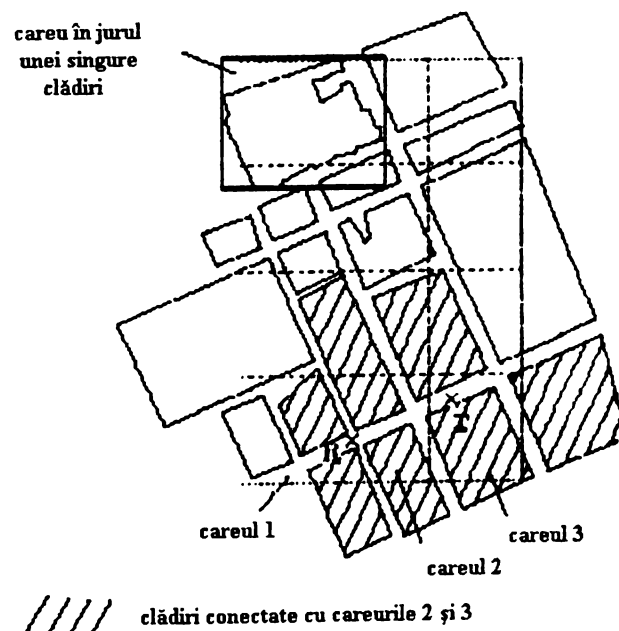 careu în jurul
unei singure
clădiri
T
R
careul 1
careul 3
careul 2
clădiri conectate cu careurile 2 și 3